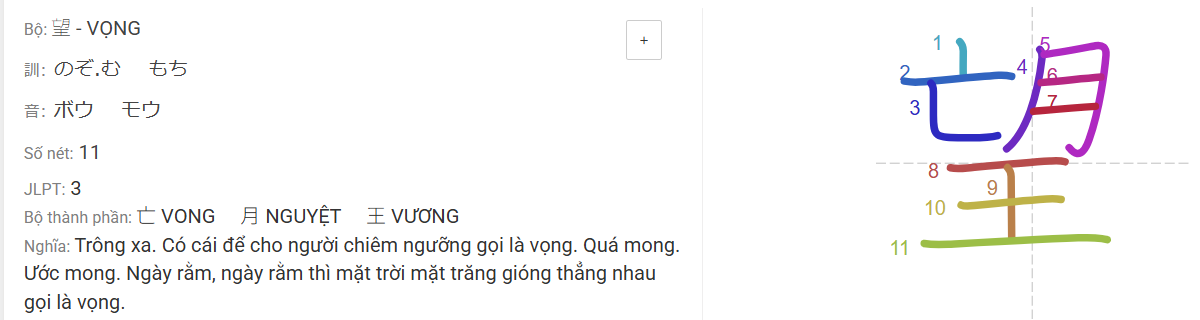 Bộ: 望 - VỌNG
+
訓: のぞ.む もち
音: ボウ モウ
Số nét: 11
JLPT: 3
Bộ thành phần: 亡 VONG 月 NGUYỆT 王 VƯƠNG
Nghĩa: Trông xa. Có cái để cho người chiêm ngưỡng gọi là vọng. Quá mong.
Ước mong. Ngày rằm, ngày rằm thì mặt trời mặt trăng gióng thẳng nhau
gọi là vọng.
望
1
2
3
4
5
6
7
8
9
10
11